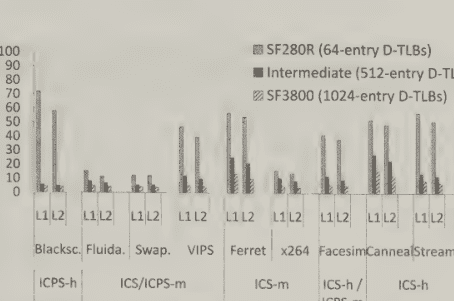 100
90
80
70
60
50
40
30
20
10
0
SF280R (64-entry D-TLBs)
Intermediate (512-entry D-TL
SF3800 (1024-entry D-TLBs)
L1 L2 L1 L2 L1 L2 L1 L2 L1 L2 L1 L2 L1 L2 L1 L2 L1 L2
Blacksc. Fluida. Swap. VIPS Ferret x264 Facesim Canneal Stream
ICPS-h ICS/ICPS-m ICS-m ICS-h / ICS-h